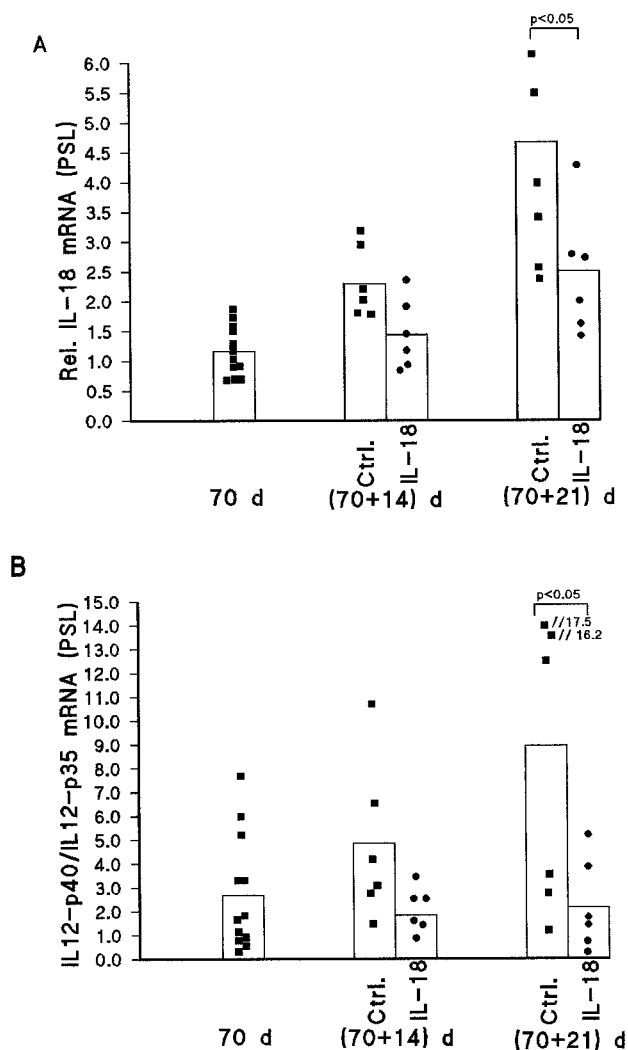 A
p<0.05
Rel. IL-18 mRNA (PSL)
6.0
5.5
5.0
4.5
4.0
3.5
3.0
2.5
2.0
1.5
1.0
0.5
0.0
Ctrl.
IL-18
Ctrl.
IL-18
70 d
(70+14) d
(70+21) d
B
p<0.05
IL12-p40/IL12-p35 mRNA (PSL)
15.0
14.0
13.0
12.0
11.0
10.0
9.0
8.0
7.0
6.0
5.0
4.0
3.0
2.0
1.0
0.0
//17.5
// 16.2
Ctrl.
IL-18
Ctrl.
IL-18
70 d
(70+14) d
(70+21) d